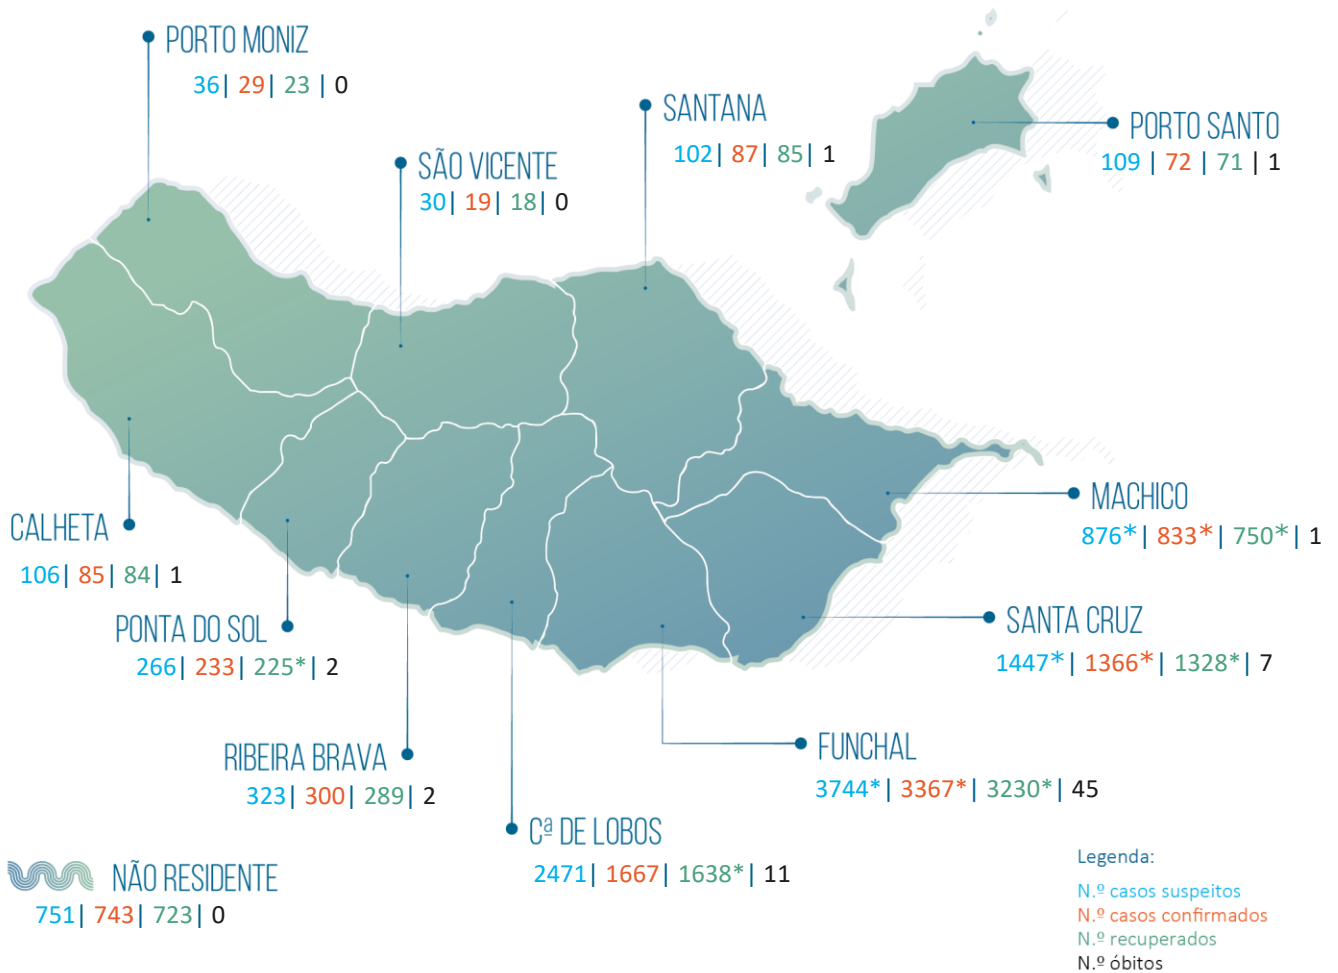 PORTO MONIZ
36| 29| 23 | 0
SANTANA
102| 87| 85| 1
PORTO SANTO
109 | 72 | 71 | 1
SÃO VICENTE
30| 19| 18| 0
MACHICO
876*| 833*| 750*| 1
CALHETA
106| 85| 84| 1
PONTA DO SOL
266| 233| 225*| 2
SANTA CRUZ
1447*| 1366*| 1328*| 7
RIBEIRA BRAVA
323| 300| 289| 2
FUNCHAL
3744*| 3367*| 3230*| 45
Cª DE LOBOS
2471| 1667| 1638*| 11
NÃO RESIDENTE
751| 743| 723| 0
Legenda:
N.º casos suspeitos
N.º casos confirmados
N.º recuperados
N.º óbitos